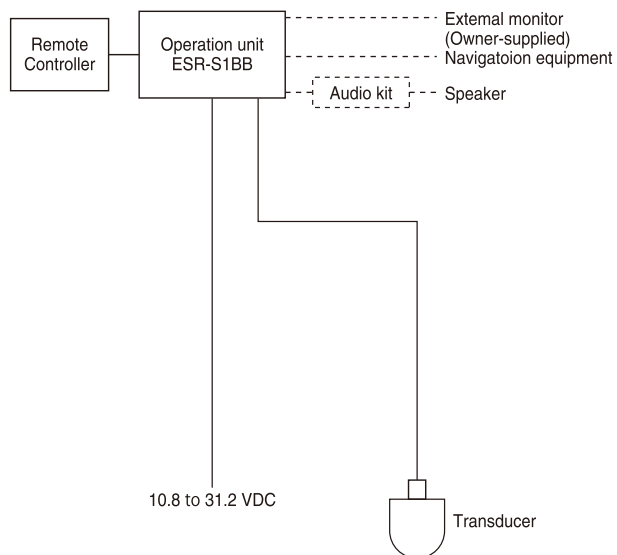 Remote
Controller
Operation unit
ESR-S1BB
External monitor
(Owner-supplied)
Navigatoion equipment
Audio kit
Speaker
10.8 to 31.2 VDC
Transducer